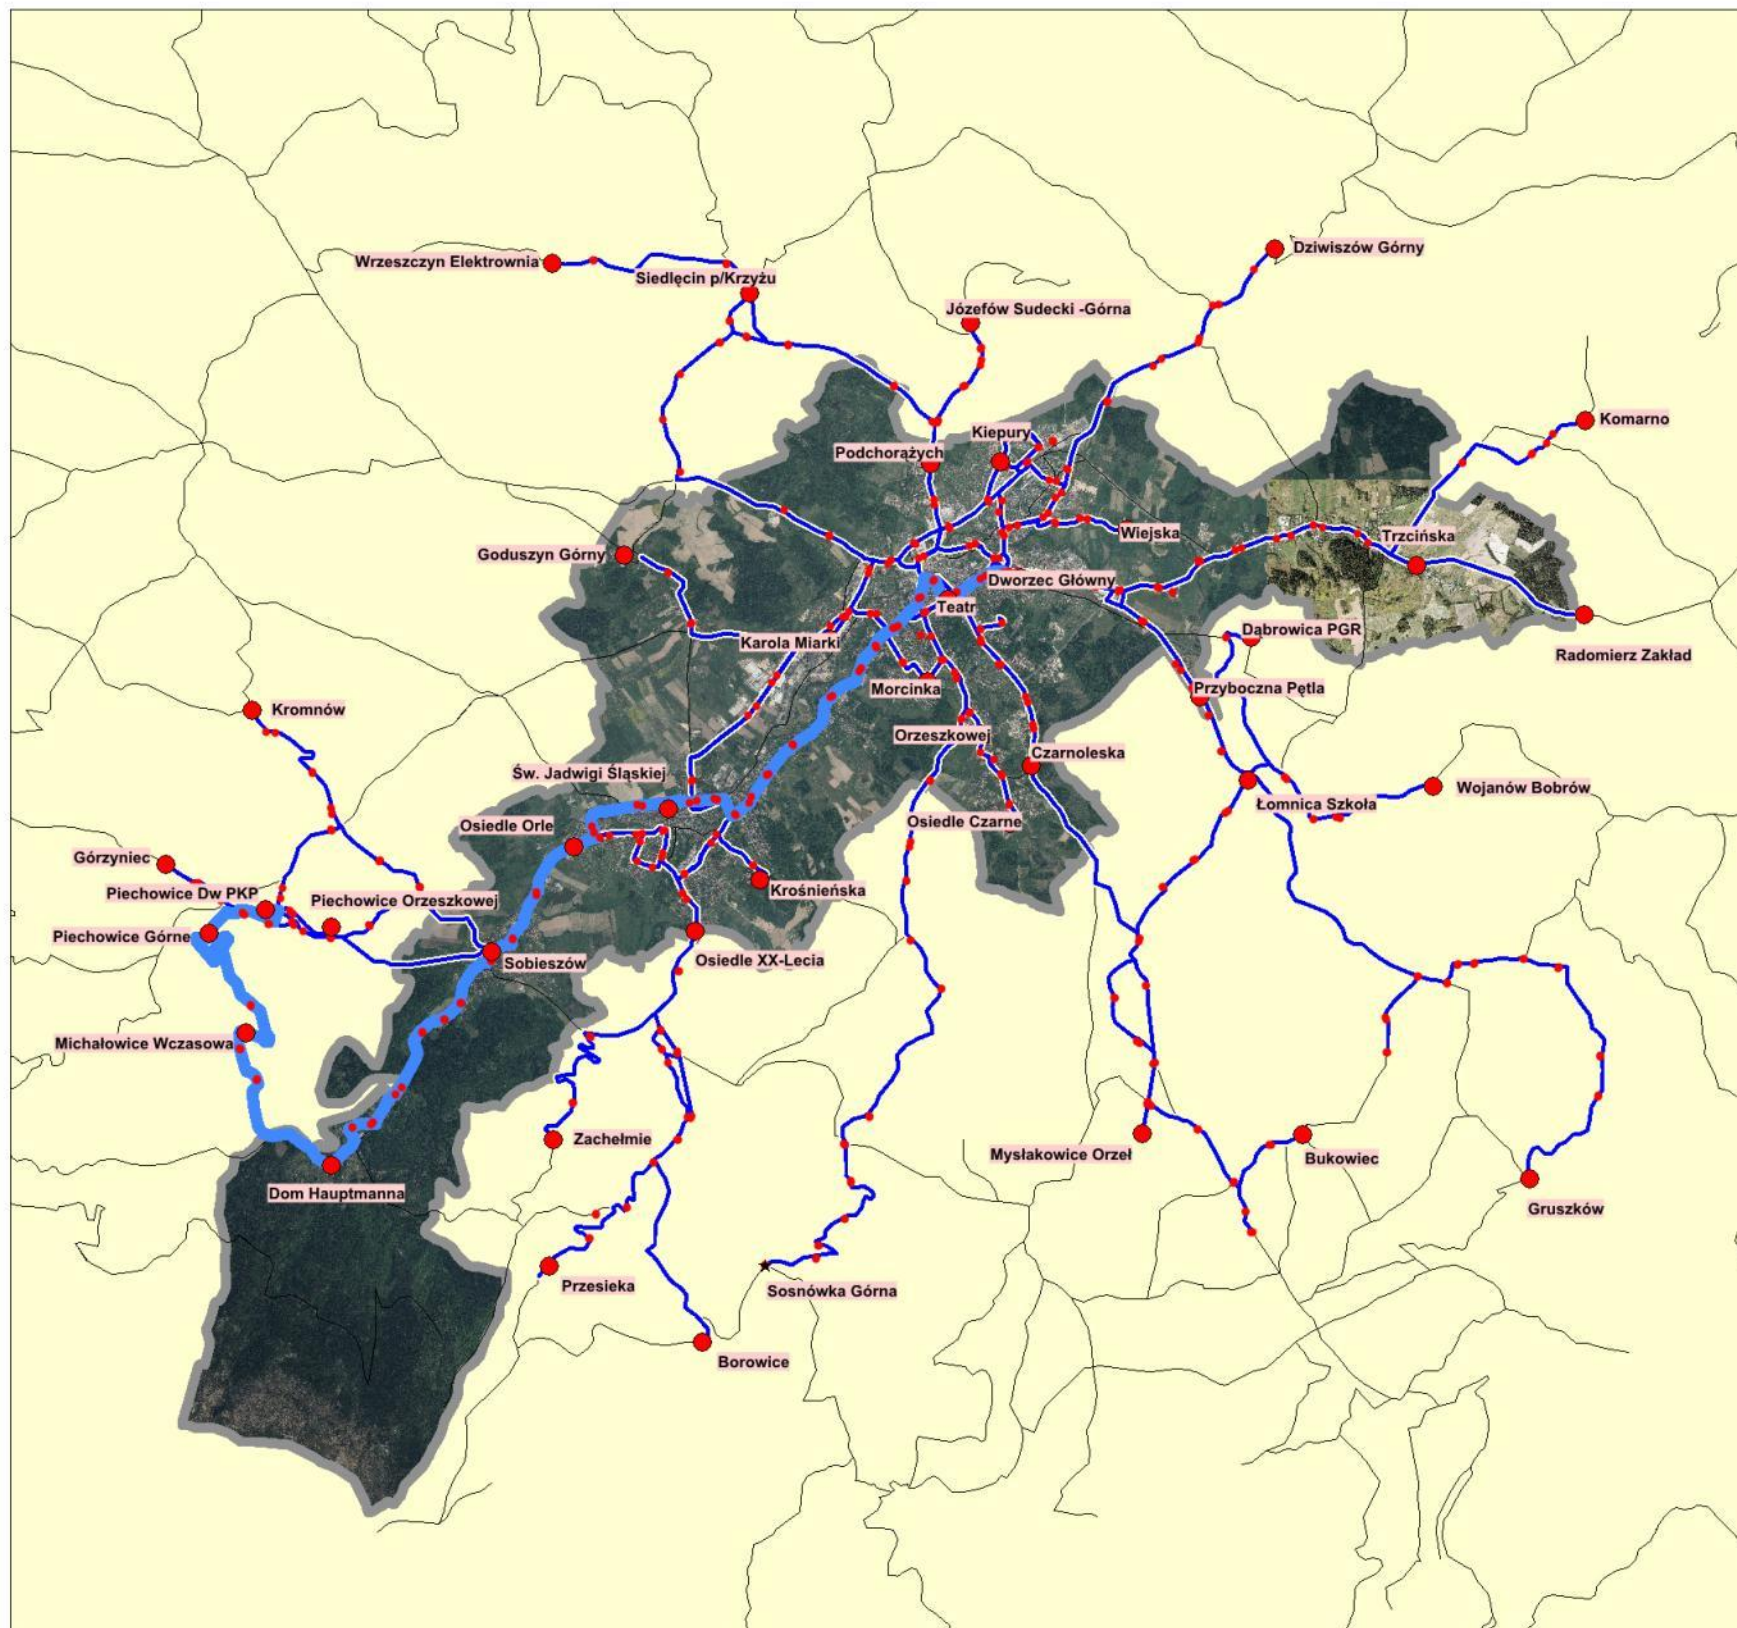 Dziwiszów Górny
Wrzeszczyn Elektrownia
Siedlęcin p/Krzyżu
Józefów Sudecki -Górna
Komarno
Kiepury
Podchorążych
Wiejska
Trzcińska
Goduszyn Górny
Dworzec Główny
Teatr
Dąbrowica PGR
Karola Miarki
Radomierz Zakład
Morcinka
Przyboczna Pętla
Kromnów
Orzeszkowej
Czarnoleska
Św. Jadwigi Śląskiej
Wojanów Bobrów
Łomnica Szkoła
Osiedle Czarne
Osiedle Orle
Górzyniec
Krośnieńska
Piechowice Dw PKP
Piechowice Orzeszkowej
Piechowice Górne
Osiedle XX-Lecia
Sobieszów
Michałowice Wczasowa
Zachełmie
Mysłakowice Orzeł
Bukowiec
Dom Hauptmanna
Gruszków
Przesieka
Sosnówka Górna
Borowice